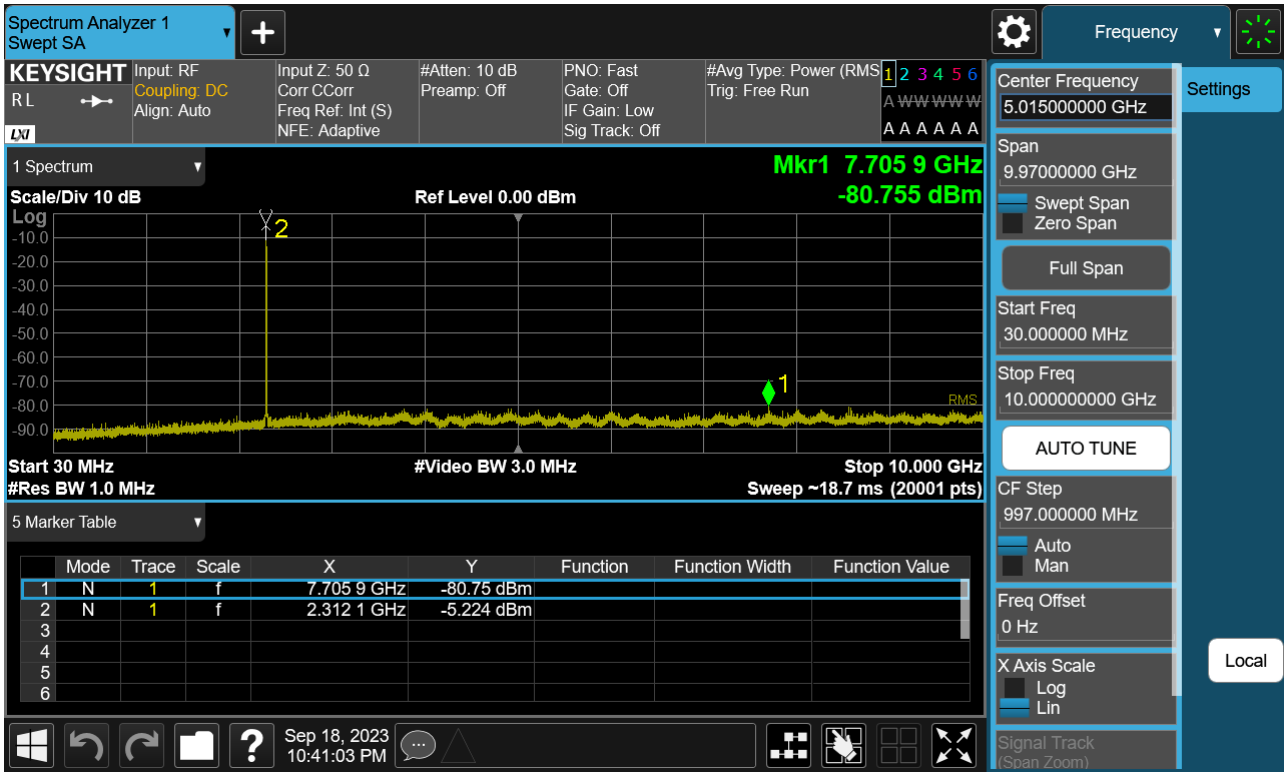 Spectrum Analyzer 1
Swept SA
Frequency
KEYSIGHT
R L
LXI
Input: RF
Coupling: DC
Align: Auto
Input Z: 50 Ω
Corr CCorr
Freq Ref: Int (S)
NFE: Adaptive
#Atten: 10 dB
Preamp: Off
PNO: Fast
Gate: Off
IF Gain: Low
Sig Track: Off
#Avg Type: Power (RMS
Trig: Free Run
1 2 3 4 5 6
A W W W W W
A A A A A A
1 Spectrum
Scale/Div 10 dB
Ref Level 0.00 dBm
Mkr1 7.705 9 GHz
-80.755 dBm
Log
-10.0
-20.0
-30.0
-40.0
-50.0
-60.0
-70.0
-80.0
-90.0
2
1
RMS
Start 30 MHz
#Video BW 3.0 MHz
Stop 10.000 GHz
#Res BW 1.0 MHz
Sweep ~18.7 ms (20001 pts)
5 Marker Table
Mode Trace Scale X Y Function Function Width Function Value
1 N 1 f 7.705 9 GHz -80.75 dBm
2 N 1 f 2.312 1 GHz -5.224 dBm
3
4
5
6
Sep 18, 2023
10:41:03 PM
Settings
Center Frequency
5.015000000 GHz
Span
9.97000000 GHz
Swept Span
Zero Span
Full Span
Start Freq
30.000000 MHz
Stop Freq
10.000000000 GHz
AUTO TUNE
CF Step
997.000000 MHz
Auto
Man
Freq Offset
0 Hz
X Axis Scale
Log
Lin
Signal Track
(Span Zoom)
Local